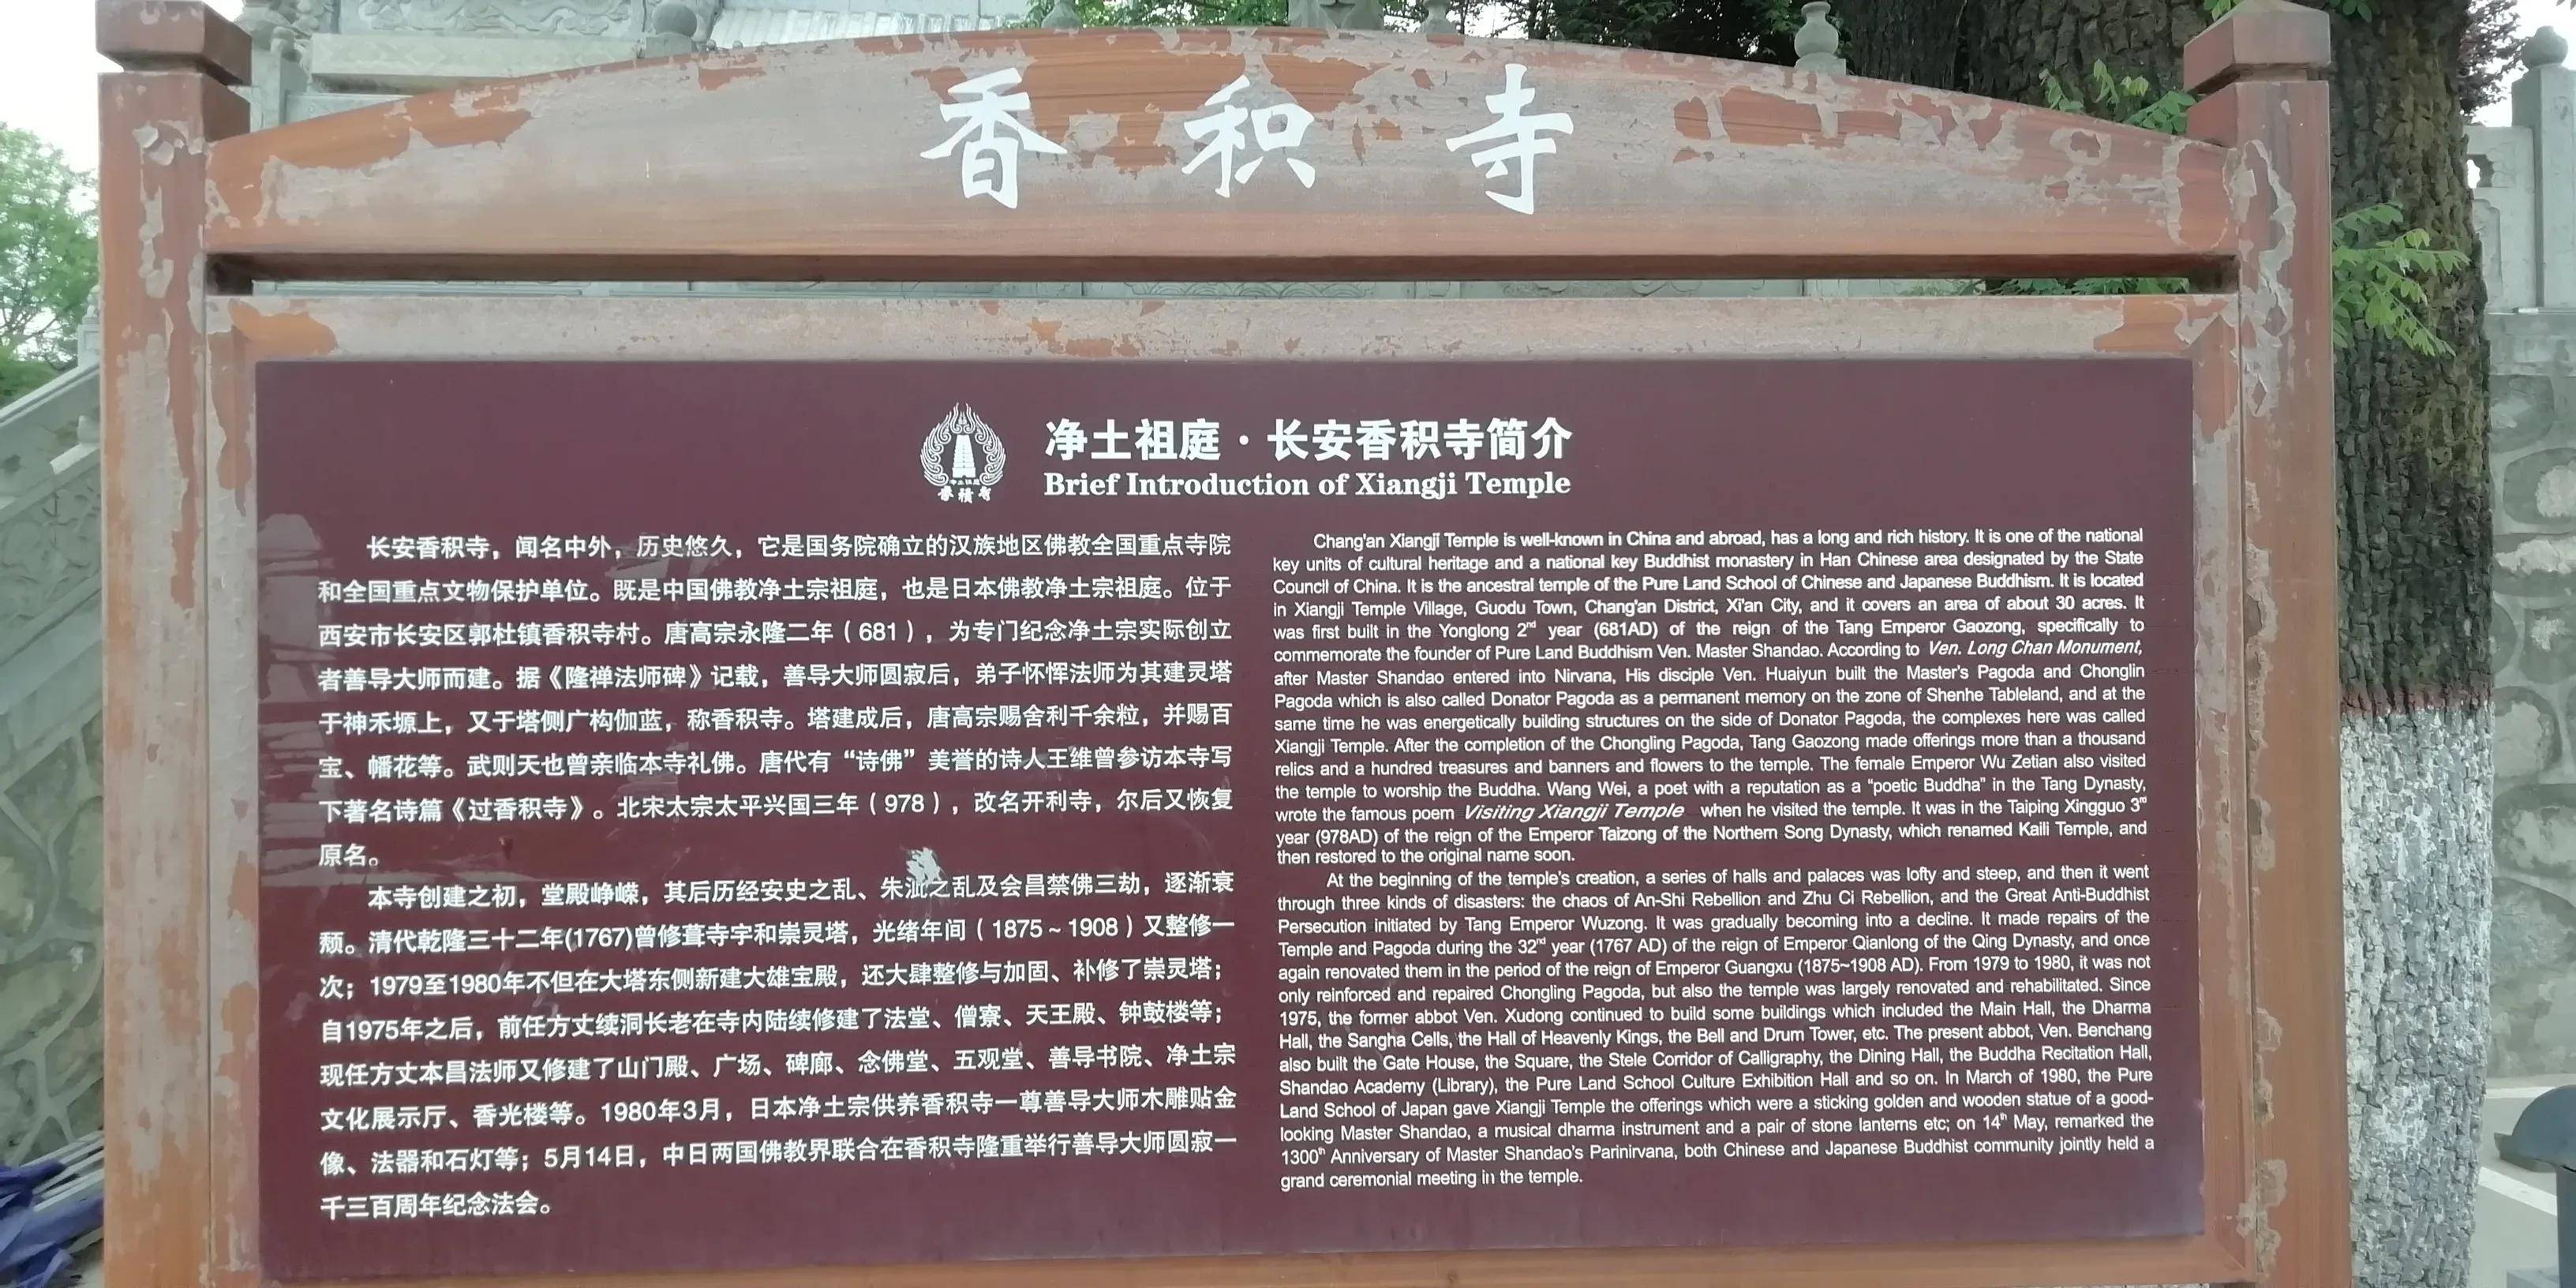 香积寺
净土祖庭·长安香积寺简介
Brief Introduction of Xiangji Temple
香積寺
长安香积寺，闻名中外，历史悠久，它是国务院确立的汉族地区佛教全国重点寺院
和全国重点文物保护单位。既是中国佛教净土宗祖庭，也是日本佛教净土宗祖庭。位于
西安市长安区郭杜镇香积寺村。唐高宗永隆二年（681），为专门纪念净土宗实际创立
者善导大师而建。据《隆禅法师碑》记载，善导大师圆寂后，弟子怀恽法师为其建灵塔
于神禾塬上，又于塔侧广构伽蓝，称香积寺。塔建成后，唐高宗赐舍利千余粒，并赐百
宝、幡花等。武则天也曾亲临本寺礼佛。唐代有“诗佛”美誉的诗人王维曾参访本寺写
下著名诗篇《过香积寺》。北宋太宗太平兴国三年（978），改名开利寺，尔后又恢复
原名。
本寺创建之初，堂殿峥嵘，其后历经安史之乱、朱泚之乱及会昌禁佛三劫，逐渐衰
颓。清代乾隆三十二年(1767)曾修葺寺宇和崇灵塔，光绪年间（1875～1908）又整修一
次；1979至1980年不但在大塔东侧新建大雄宝殿，还大肆整修与加固、补修了崇灵塔；
自1975年之后，前任方丈续洞长老在寺内陆续修建了法堂、僧寮、天王殿、钟鼓楼等；
现任方丈本昌法师又修建了山门殿、广场、碑廊、念佛堂、五观堂、善导书院、净土宗
文化展示厅、香光楼等。1980年3月，日本净土宗供养香积寺一尊善导大师木雕贴金
像、法器和石灯等；5月14日，中日两国佛教界联合在香积寺隆重举行善导大师圆寂一
千三百周年纪念法会。
Chang'an Xiangji Temple is well-known in China and abroad, has a long and rich history. It is one of the national
key units of cultural heritage and a national key Buddhist monastery in Han Chinese area designated by the State
Council of China. It is the ancestral temple of the Pure Land School of Chinese and Japanese Buddhism. It is located
in Xiangji Temple Village, Guodu Town, Chang'an District, Xi'an City, and it covers an area of about 30 acres. It
was first built in the Yonglong 2nd year (681AD) of the reign of the Tang Emperor Gaozong, specifically to
commemorate the founder of Pure Land Buddhism Ven. Master Shandao. According to Ven. Long Chan Monument,
after Master Shandao entered into Nirvana, His disciple Ven. Huaiyun built the Master's Pagoda and Chonglin
Pagoda which is also called Donator Pagoda as a permanent memory on the zone of Shenhe Tableland, and at the
same time he was energetically building structures on the side of Donator Pagoda, the complexes here was called
Xiangji Temple. After the completion of the Chongling Pagoda, Tang Gaozong made offerings more than a thousand
relics and a hundred treasures and banners and flowers to the temple. The female Emperor Wu Zetian also visited
the temple to worship the Buddha. Wang Wei, a poet with a reputation as a “poetic Buddha” in the Tang Dynasty,
wrote the famous poem Visiting Xiangji Temple when he visited the temple. It was in the Taiping Xingguo 3rd
year (978AD) of the reign of the Emperor Taizong of the Northern Song Dynasty, which renamed Kaili Temple, and
then restored to the original name soon.
At the beginning of the temple's creation, a series of halls and palaces was lofty and steep, and then it went
through three kinds of disasters: the chaos of An-Shi Rebellion and Zhu Ci Rebellion, and the Great Anti-Buddhist
Persecution initiated by Tang Emperor Wuzong. It was gradually becoming into a decline. It made repairs of the
Temple and Pagoda during the 32nd year (1767 AD) of the reign of Emperor Qianlong of the Qing Dynasty, and once
again renovated them in the period of the reign of Emperor Guangxu (1875~1908 AD). From 1979 to 1980, it was not
only reinforced and repaired Chongling Pagoda, but also the temple was largely renovated and rehabilitated. Since
1975, the former abbot Ven. Xudong continued to build some buildings which included the Main Hall, the Dharma
Hall, the Sangha Cells, the Hall of Heavenly Kings, the Bell and Drum Tower, etc. The present abbot, Ven. Benchang
also built the Gate House, the Square, the Stele Corridor of Calligraphy, the Dining Hall, the Buddha Recitation Hall,
Shandao Academy (Library), the Pure Land School Culture Exhibition Hall and so on. In March of 1980, the Pure
Land School of Japan gave Xiangji Temple the offerings which were a sticking golden and wooden statue of a good-
looking Master Shandao, a musical dharma instrument and a pair of stone lanterns etc; on 14th May, remarked the
1300th Anniversary of Master Shandao's Parinirvana, both Chinese and Japanese Buddhist community jointly held a
grand ceremonial meeting in the temple.